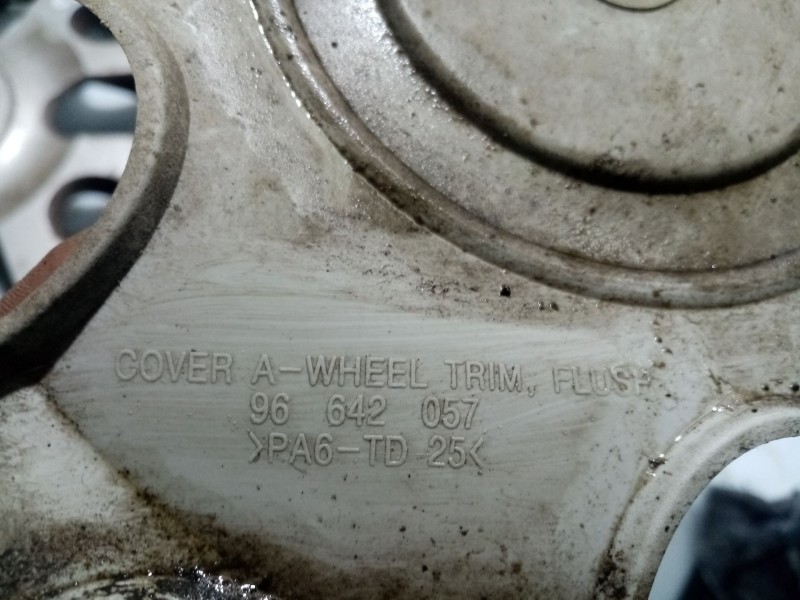 COVER A-WHEEL TRIM, FLUSH
96 642 057
>PA6-TD 25<